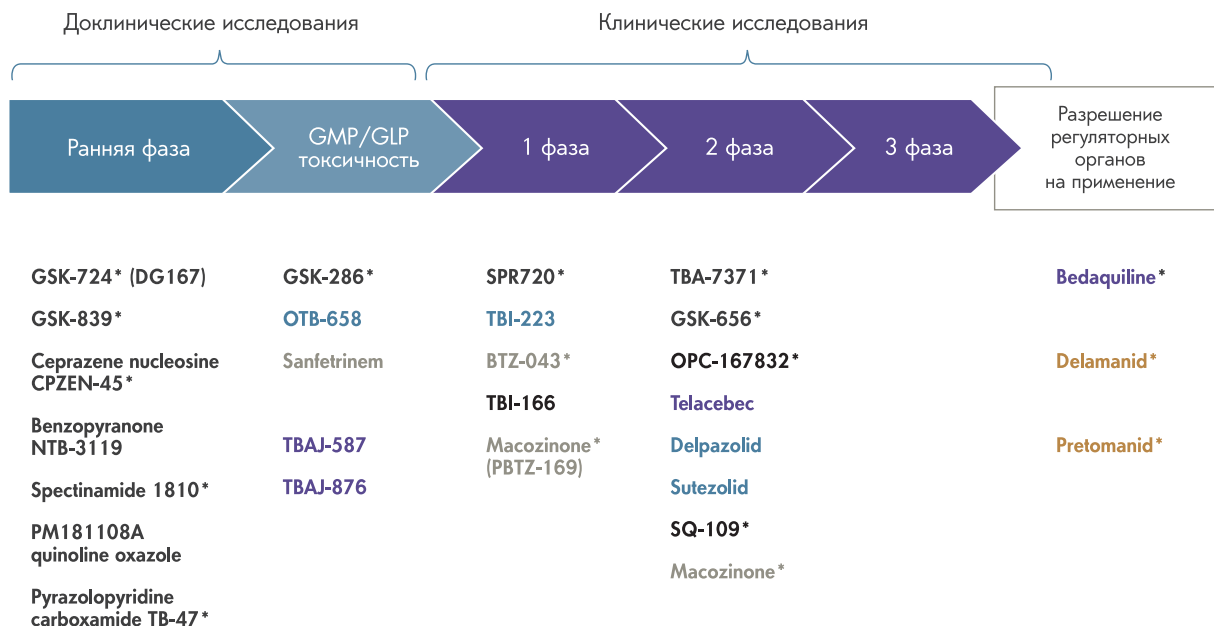 Доклинические исследования
Клинические исследования
Ранняя фаза
GMP/GLP
токсичность
1 фаза
2 фаза
3 фаза
Разрешение
регуляторных
органов
на применение
GSK-724* (DG167)
GSK-839*
Ceprazene nucleosine
CPZEN-45*
Benzopyranone
NTB-3119
Spectinamide 1810*
PM181108A
quinoline oxazole
Pyrazolopyridine
carboxamide TB-47*
GSK-286*
OTB-658
Sanfetrinem
TBAJ-587
TBAJ-876
SPR720*
TBI-223
BTZ-043*
TBI-166
Macozinone*
(PBTZ-169)
TBA-7371*
GSK-656*
OPC-167832*
Telacebec
Delpazolid
Sutezolid
SQ-109*
Macozinone*
Bedaquiline*
Delamanid*
Pretomanid*